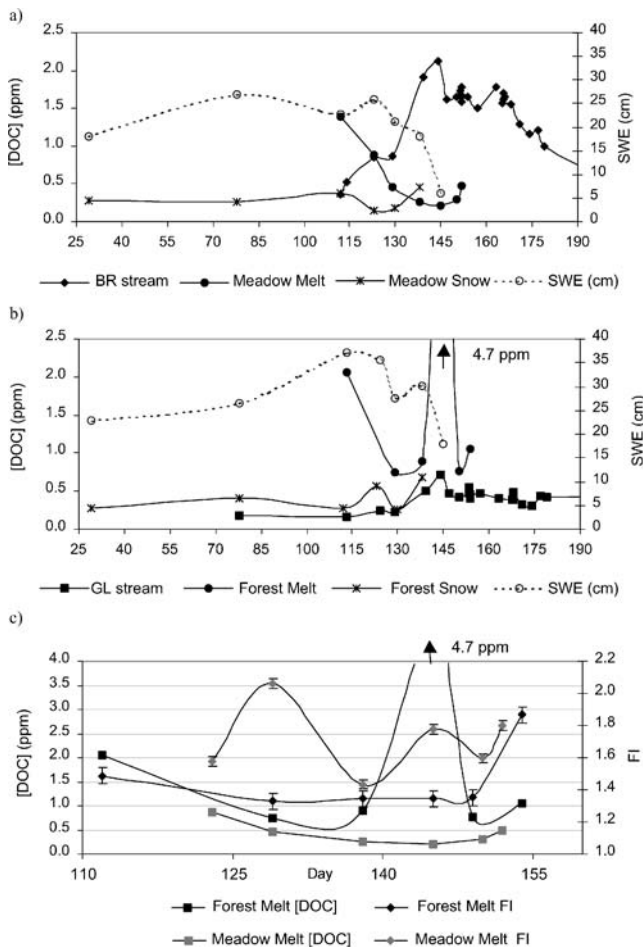 a)
2.5
2.0
1.5
1.0
0.5
0.0
[DOC] (ppm)
40
35
30
25
20
15
10
5
0
SWE (cm)
25 40 55 70 85 100 115 130 145 160 175 190
BR stream Meadow Melt Meadow Snow SWE (cm)
b)
2.5
2.0
1.5
1.0
0.5
0.0
[DOC] (ppm)
4.7 ppm
40
35
30
25
20
15
10
5
0
SWE (cm)
25 40 55 70 85 100 115 130 145 160 175 190
GL stream Forest Melt Forest Snow SWE (cm)
c)
4.7 ppm
4.0
3.5
3.0
2.5
2.0
1.5
1.0
0.5
0.0
[DOC] (ppm)
2.2
2.0
1.8
1.6
1.4
1.2
1.0
FI
110 125 Day 140 155
Forest Melt [DOC] Forest Melt FI
Meadow Melt [DOC] Meadow Melt FI